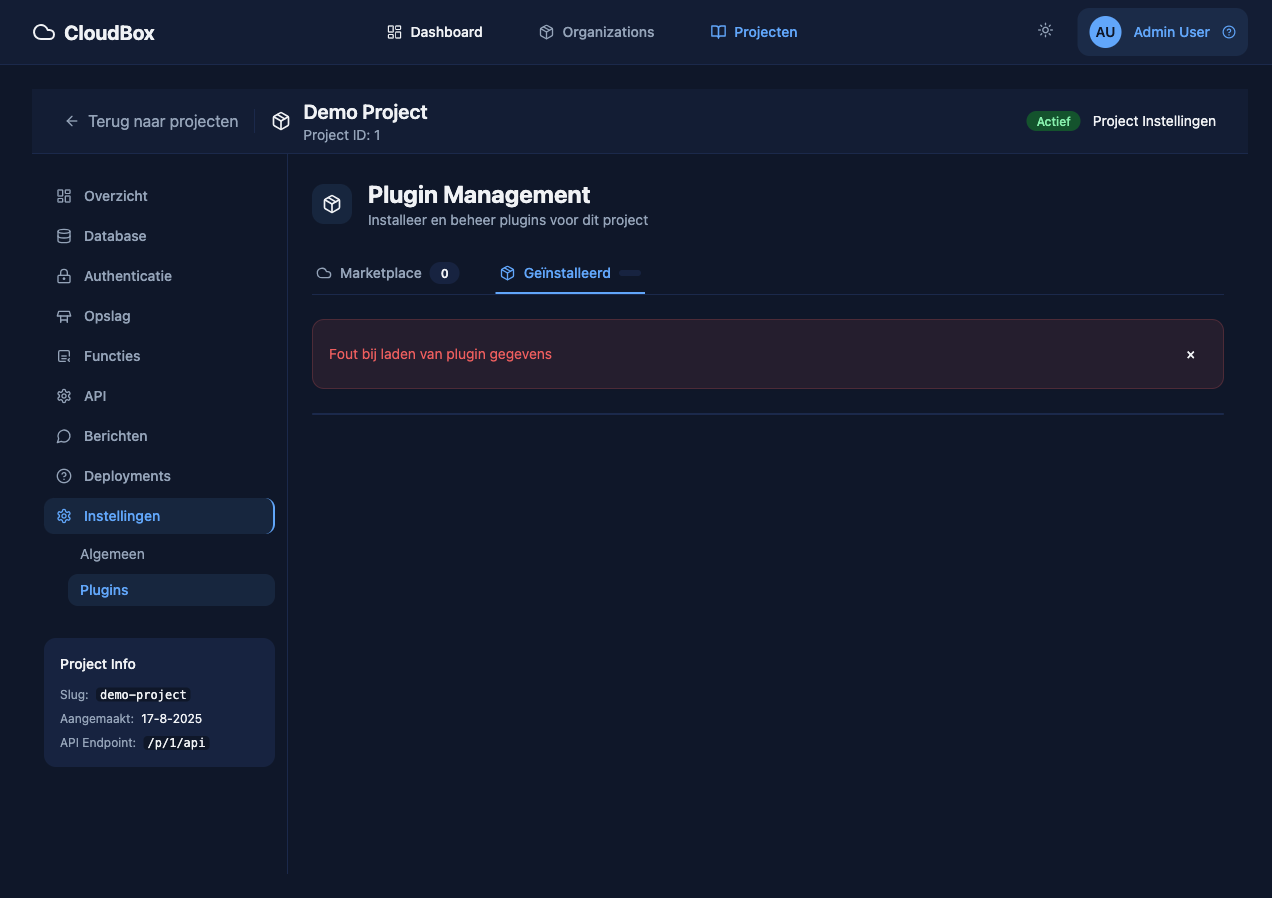 CloudBox
Dashboard
Organizations
Projecten
AU
Admin User
Terug naar projecten
Demo Project
Project ID: 1
Actief
Project Instellingen
Overzicht
Database
Authenticatie
Opslag
Functies
API
Berichten
Deployments
Instellingen
Algemeen
Plugins
Project Info
Slug: demo-project
Aangemaakt: 17-8-2025
API Endpoint: /p/1/api
Plugin Management
Installeer en beheer plugins voor dit project
Marketplace 0
Geïnstalleerd
Fout bij laden van plugin gegevens
×